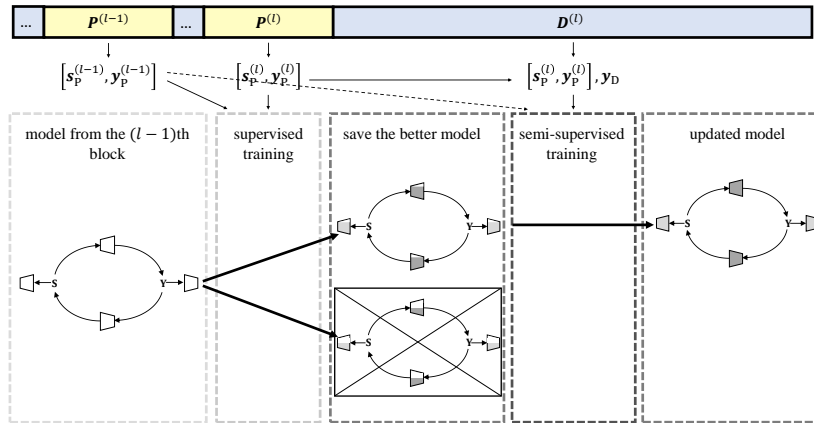 ... P^(l−1) ... P^(l) D^(l)
[s_P^(l−1), y_P^(l−1)] [s_P^(l), y_P^(l)] [s_P^(l), y_P^(l)], y_D
model from the (l − 1)th
block
supervised
training
save the better model
semi-supervised
training
updated model
S Y
S Y
S Y
S Y